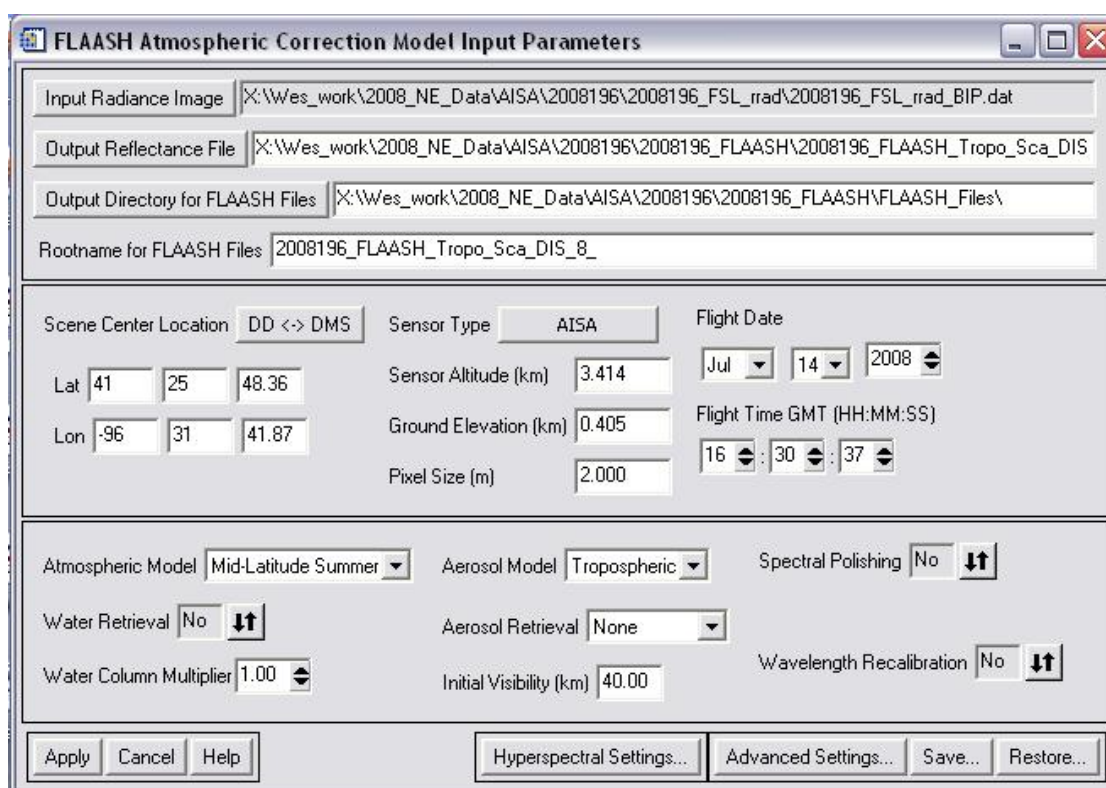 FLAASH Atmospheric Correction Model Input Parameters
Input Radiance Image X:\Wes_work\2008_NE_Data\AISA\2008196\2008196_FSL_rrad\2008196_FSL_rrad_BIP.dat
Output Reflectance File X:\Wes_work\2008_NE_Data\AISA\2008196\2008196_FLAASH\2008196_FLAASH_Tropo_Sca_DIS
Output Directory for FLAASH Files X:\Wes_work\2008_NE_Data\AISA\2008196\2008196_FLAASH\FLAASH_Files\
Rootname for FLAASH Files 2008196_FLAASH_Tropo_Sca_DIS_8_
Scene Center Location DD <-> DMS
Lat 41 25 48.36
Lon -96 31 41.87
Sensor Type AISA
Sensor Altitude (km) 3.414
Ground Elevation (km) 0.405
Pixel Size (m) 2.000
Flight Date
Jul 14 2008
Flight Time GMT (HH:MM:SS)
16 : 30 : 37
Atmospheric Model Mid-Latitude Summer
Water Retrieval No
Water Column Multiplier 1.00
Aerosol Model Tropospheric
Aerosol Retrieval None
Initial Visibility (km) 40.00
Spectral Polishing No
Wavelength Recalibration No
Apply Cancel Help Hyperspectral Settings... Advanced Settings... Save... Restore...